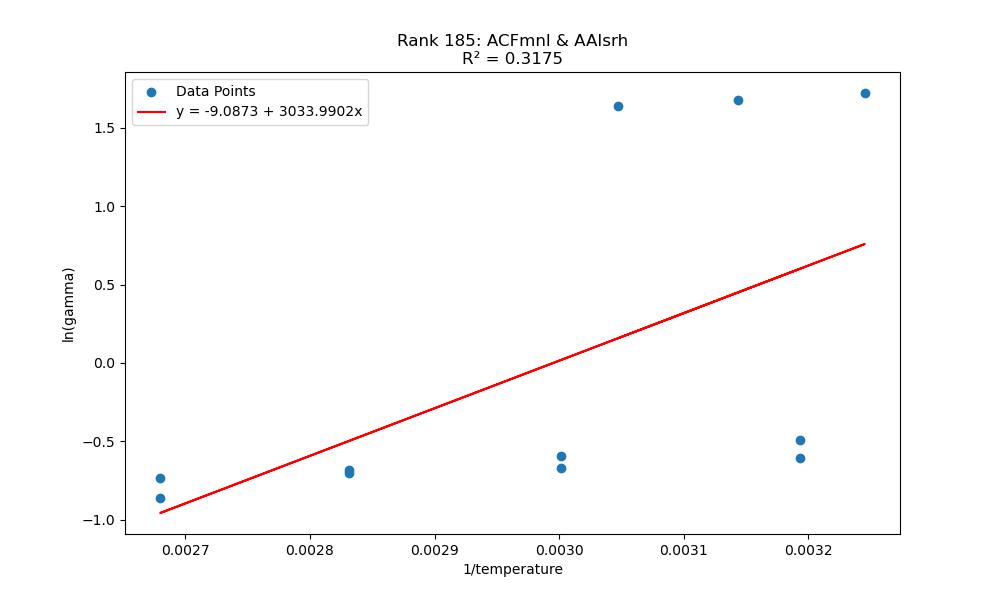 Rank 185: ACFmnl & AAlsrh
R² = 0.3175
Data Points
y = -9.0873 + 3033.9902x
ln(gamma)
1.5
1.0
0.5
0.0
−0.5
−1.0
0.0027 0.0028 0.0029 0.0030 0.0031 0.0032
1/temperature